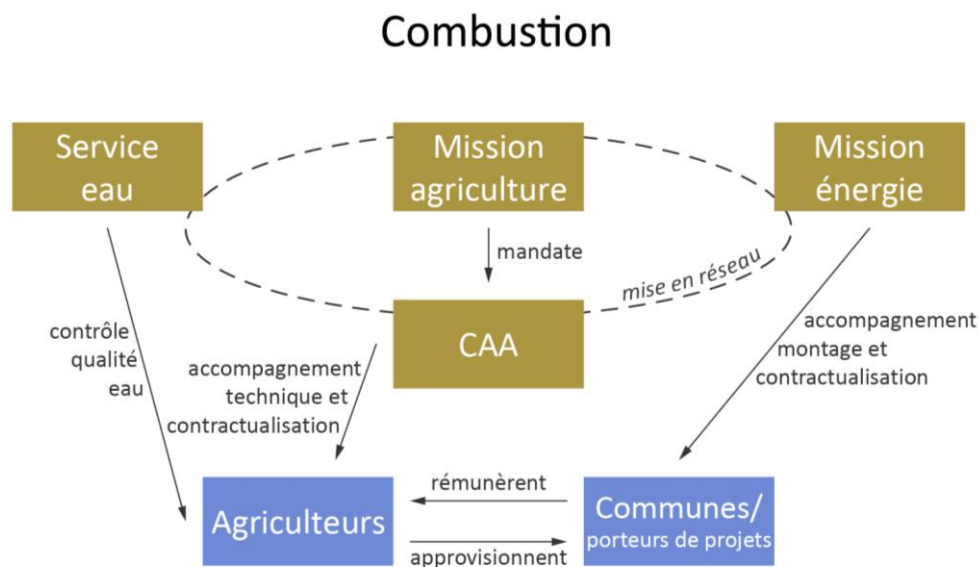 Combustion
Service
eau
Mission
agriculture
Mission
énergie
mandate
mise en réseau
CAA
contrôle
qualité
eau
accompagnement
technique et
contractualisation
accompagnement
montage et
contractualisation
Agriculteurs
rémunèrent
approvisionnent
Communes/
porteurs de projets